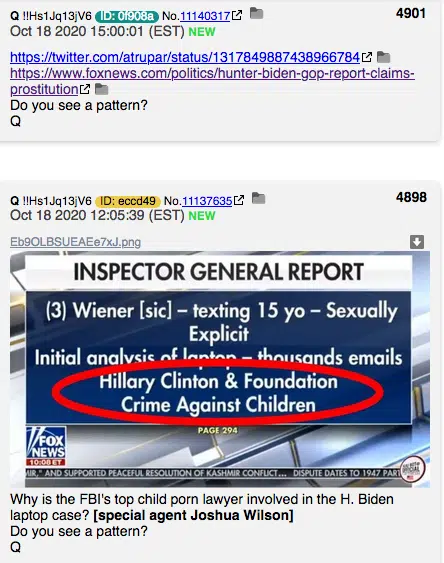 Q !!Hs1Jq13jV6 ID: 0f908a No.11140317 4901
Oct 18 2020 15:00:01 (EST) NEW
https://twitter.com/atrupar/status/1317849887438966784
https://www.foxnews.com/politics/hunter-biden-gop-report-claims-
prostitution
Do you see a pattern?
Q
Q !!Hs1Jq13jV6 ID: eccd49 No.11137635 4898
Oct 18 2020 12:05:39 (EST) NEW
Eb9OLBSUEAEe7xJ.png
INSPECTOR GENERAL REPORT
(3) Wiener [sic] – texting 15 yo – Sexually
Explicit
Initial analysis of laptop – thousands emails
Hillary Clinton & Foundation
Crime Against Children
PAGE 294
FOX
NEWS
10:08 ET
MIR," AND SUPPORTED PEACEFUL RESOLUTION OF KASHMIR CONFLICT... DISPUTE DATES TO 1947 PART
Why is the FBI's top child porn lawyer involved in the H. Biden
laptop case? [special agent Joshua Wilson]
Do you see a pattern?
Q